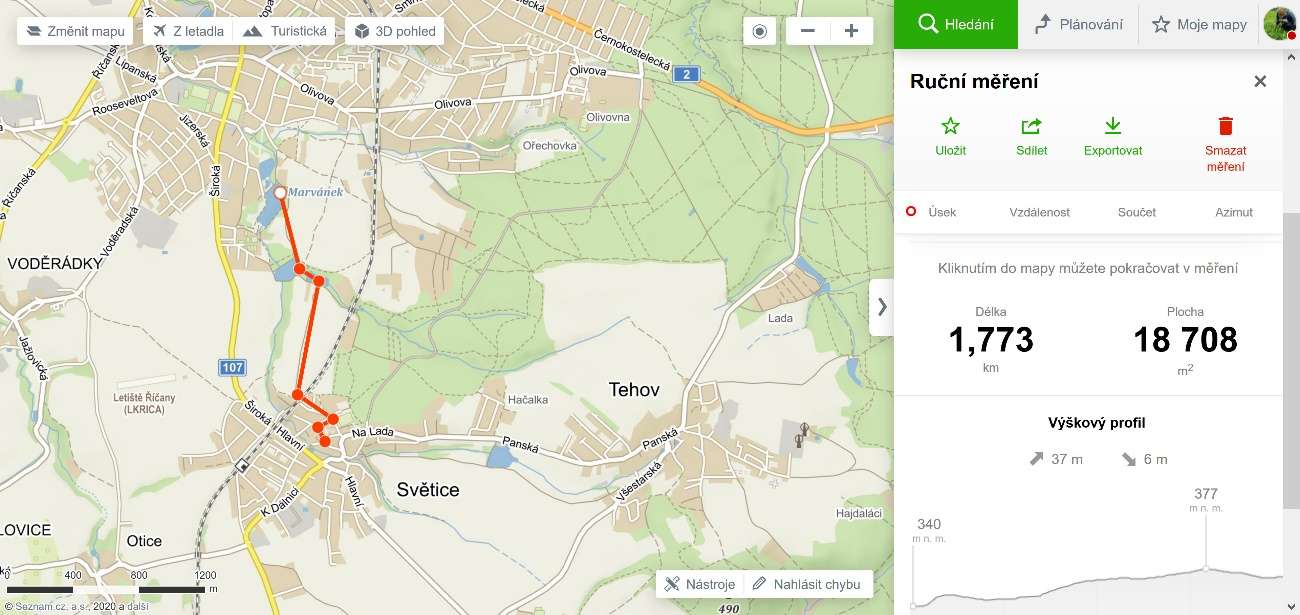 Změnit mapu
Z letadla
Turistická
3D pohled
Hledání
Plánování
Moje mapy
Ruční měření
Uložit
Sdílet
Exportovat
Smazat
měření
Úsek
Vzdálenost
Součet
Azimut
Kliknutím do mapy můžete pokračovat v měření
Délka
Plocha
1,773
18 708
km
m2
Výškový profil
37 m
6 m
377
m n. m.
340
m n. m.
Říčanská
Lipanská
Rooseveltova
Jizerská
Široká
Olivova
Olivova
Olivova
Černokostelecká
2
Olivovna
Ořechovka
Marvánek
Říčanská
Voděradská
VODĚRÁDKY
Jažlovická
107
Letiště Říčany
(LKRICA)
Široká
Hlavní
Na Lada
Hačalka
Tehov
Lada
Panská
Panská
Všestarská
Světice
Hlavní
K Dálnici
Hajdaláci
LOVICE
Otice
0
400
800
1200
m
Nástroje
Nahlásit chybu
490
© Seznam.cz, a.s., 2020 a další